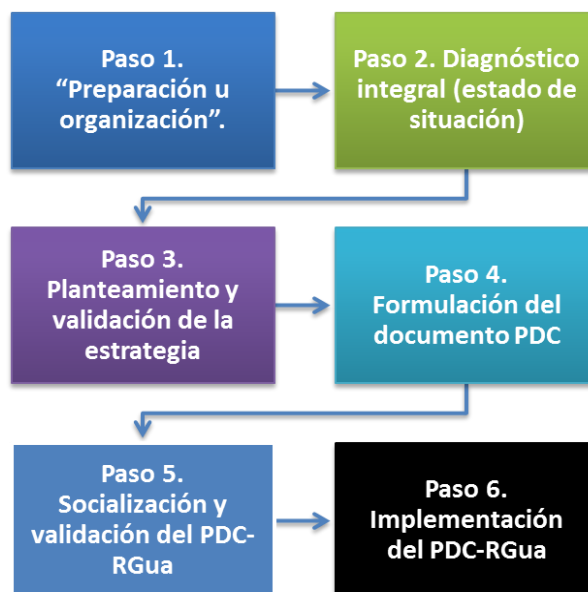 Paso 1.
“Preparación u
organización”.
Paso 2. Diagnóstico
integral (estado de
situación)
Paso 3.
Planteamiento y
validación de la
estrategia
Paso 4.
Formulación del
documento PDC
Paso 5.
Socialización y
validación del PDC-
RGua
Paso 6.
Implementación
del PDC-RGua